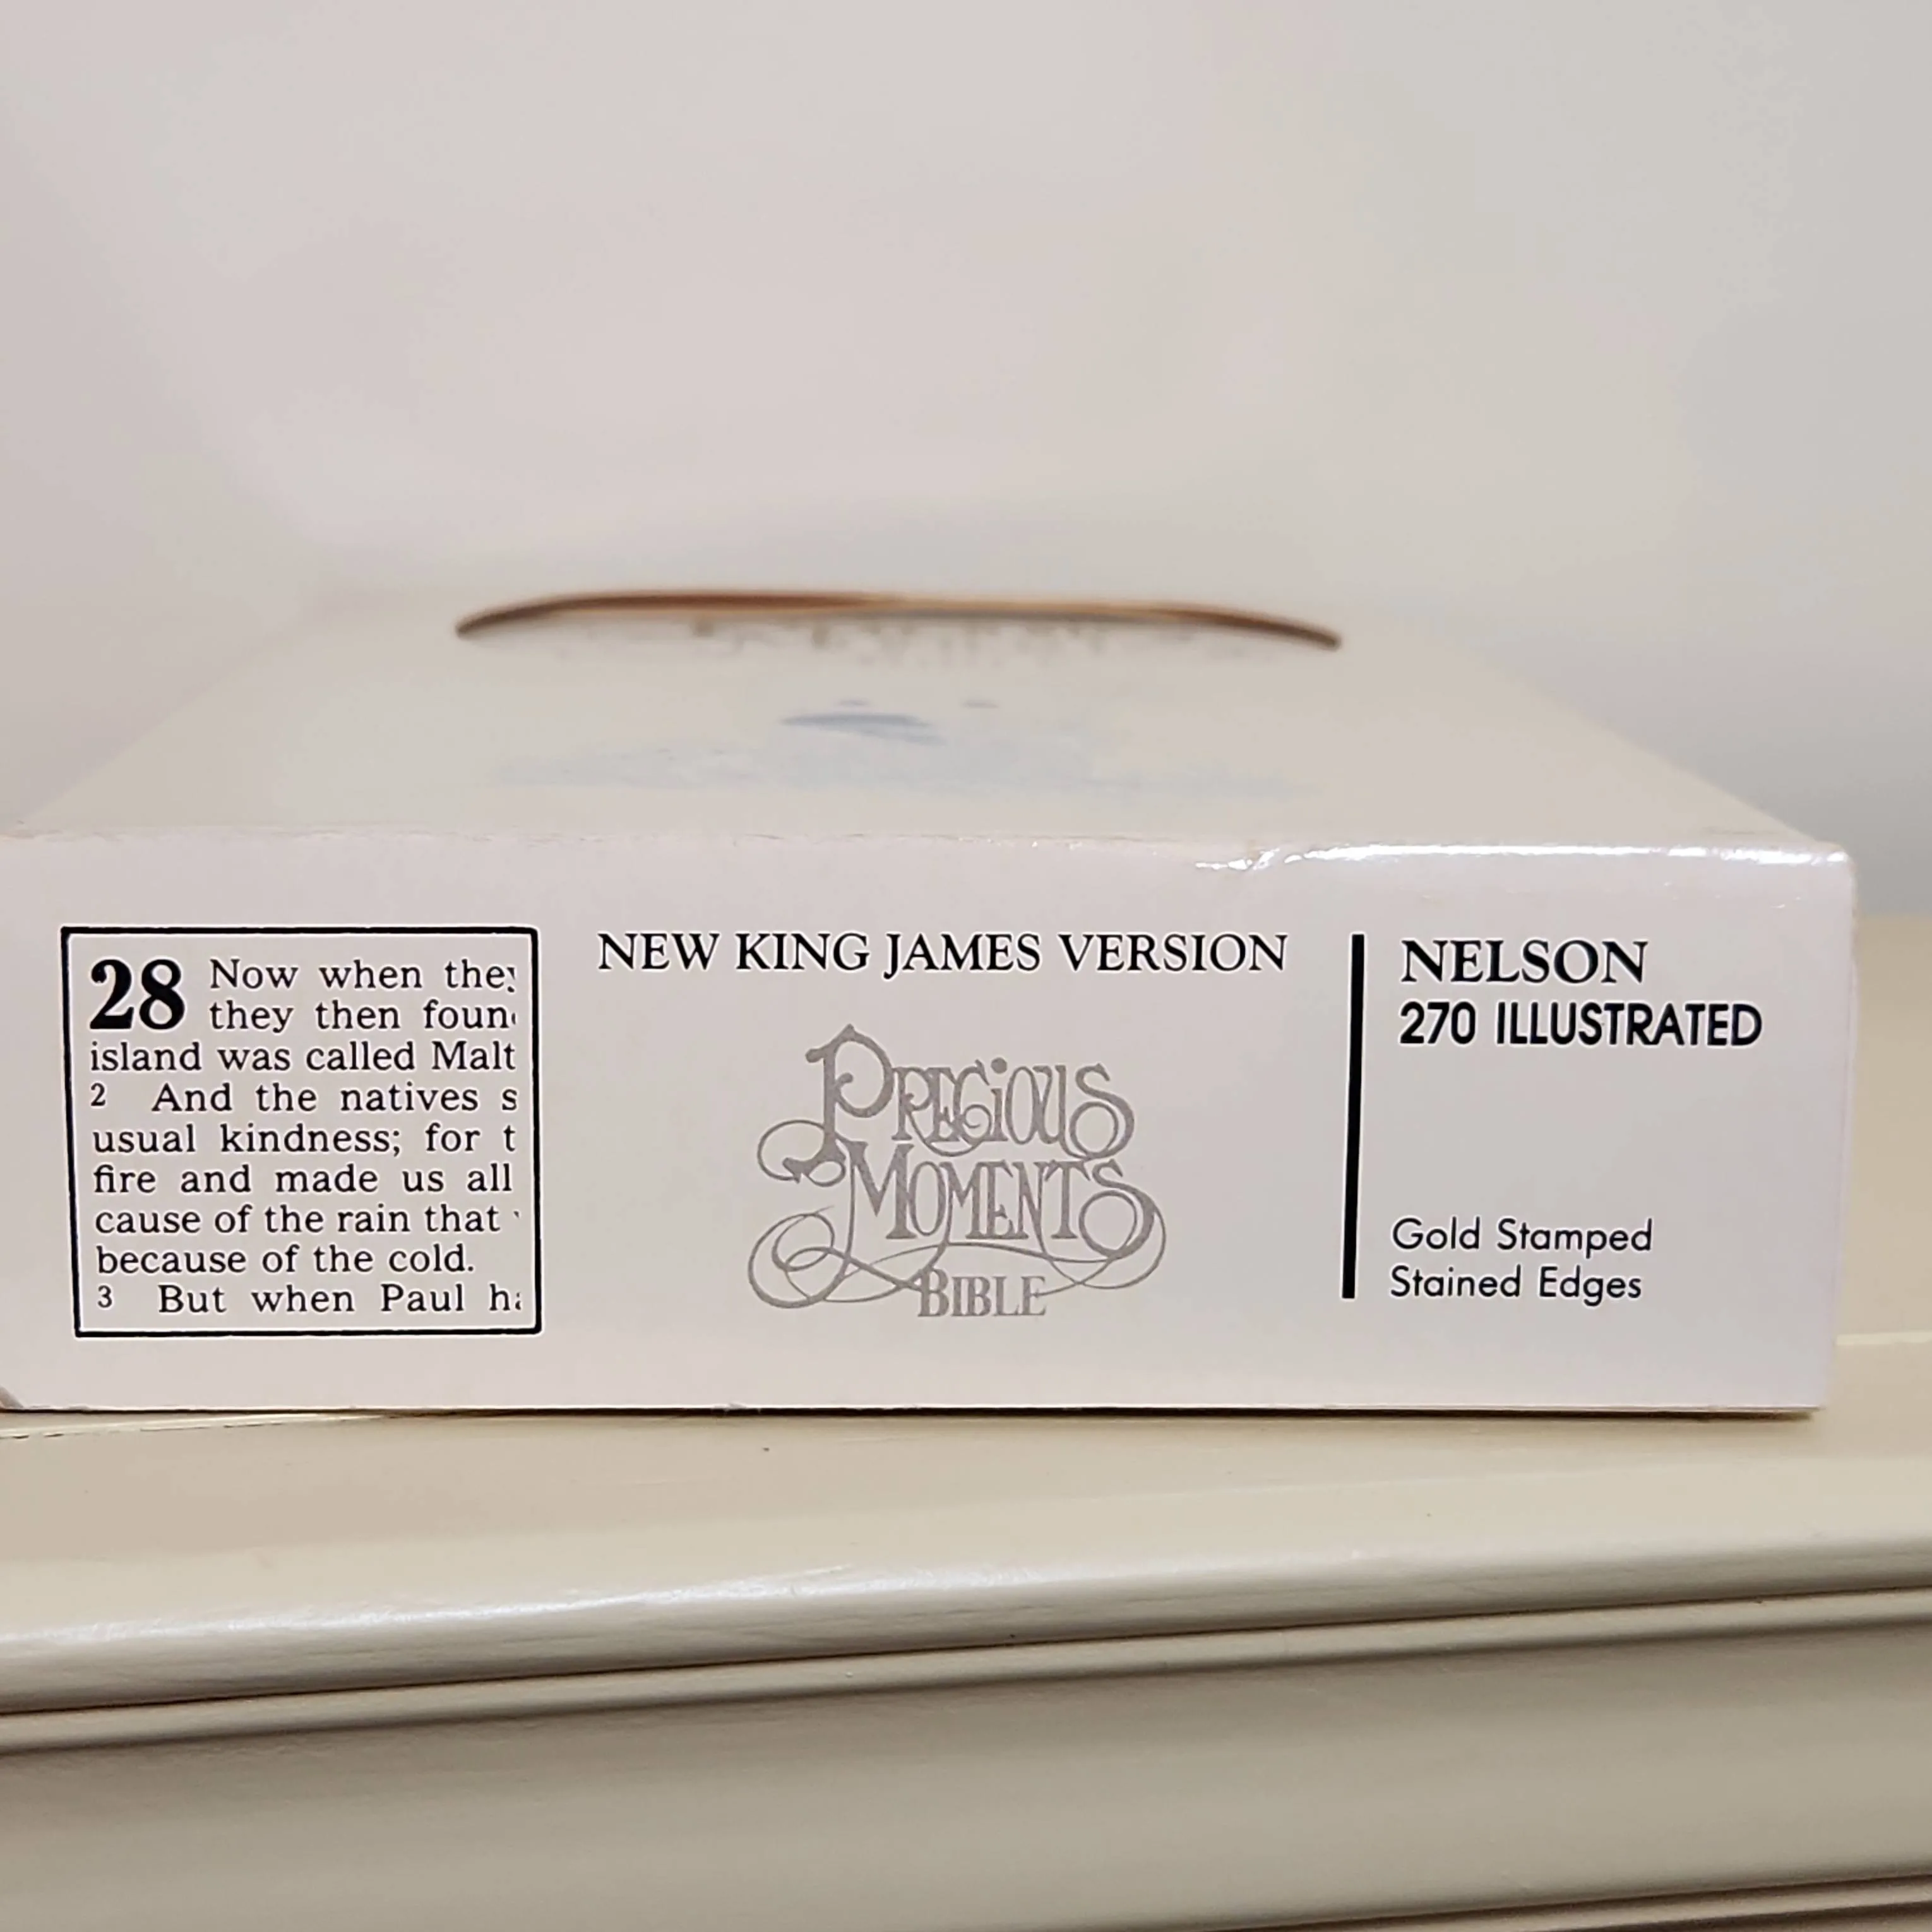 28 Now when they
they then foun
island was called Malt
2 And the natives s
usual kindness; for t
fire and made us all
cause of the rain that
because of the cold.
3 But when Paul ha
NEW KING JAMES VERSION
PRECIOUS
MOMENTS
BIBLE
NELSON
270 ILLUSTRATED
Gold Stamped
Stained Edges